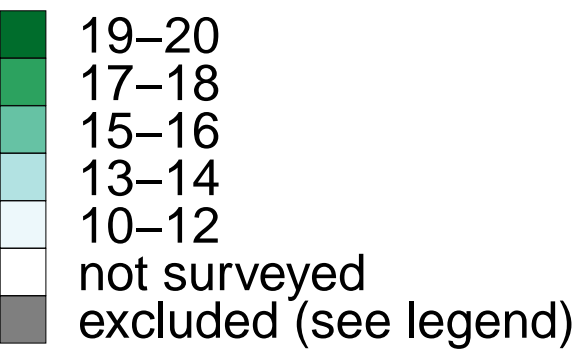 19–20
17–18
15–16
13–14
10–12
not surveyed
excluded (see legend)